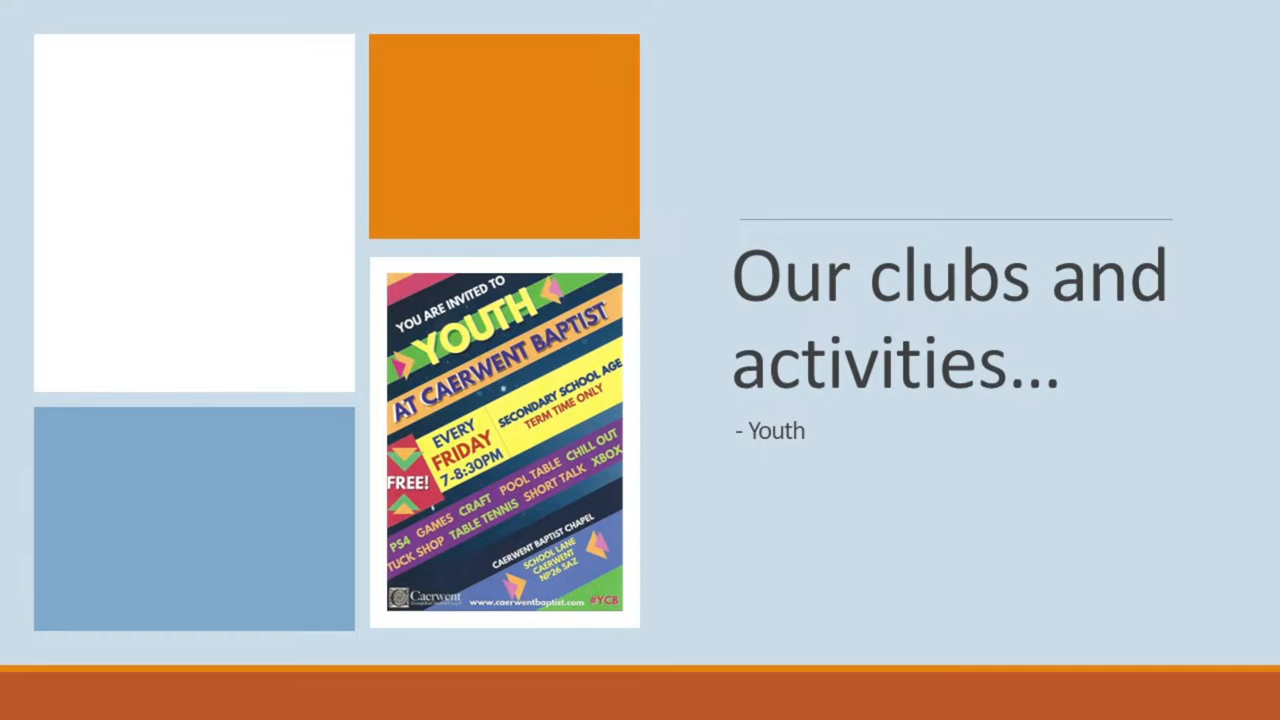 YOU ARE INVITED TO
YOUTH
AT CAERWENT BAPTIST
EVERY
FRIDAY
7-8:30PM
SECONDARY SCHOOL AGE
TERM TIME ONLY
FREE!
PS4 GAMES CRAFT POOL TABLE CHILL OUT
TUCK SHOP TABLE TENNIS SHORT TALK XBOX
CAERWENT BAPTIST CHAPEL
SCHOOL LANE
CAERWENT
NP26 5AZ
Caerwent
www.caerwentbaptist.com #YCB
Our clubs and
activities...
- Youth